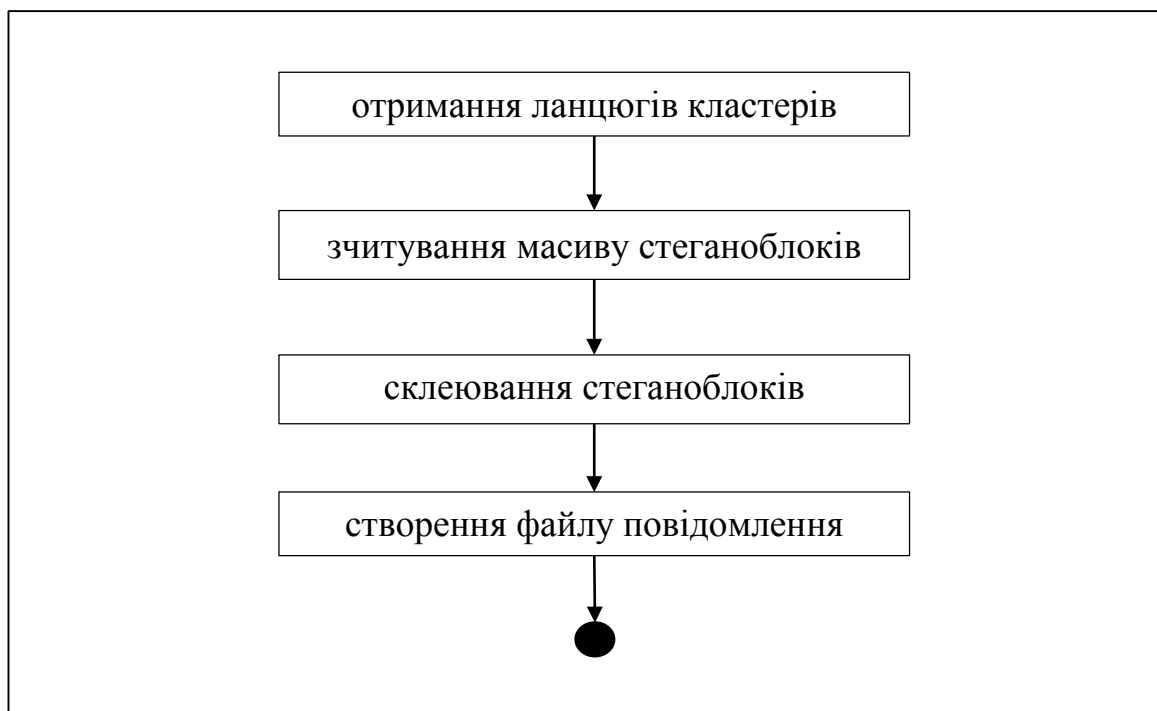 отримання ланцюгів кластерів
зчитування масиву стеганоблоків
склеювання стеганоблоків
створення файлу повідомлення